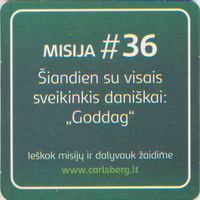 MISIJA #36
Šiandien su visais
sveikinkis daniškai:
„Goddag“
Ieškok misijų ir dalyvauk žaidime
www.carlsberg.lt